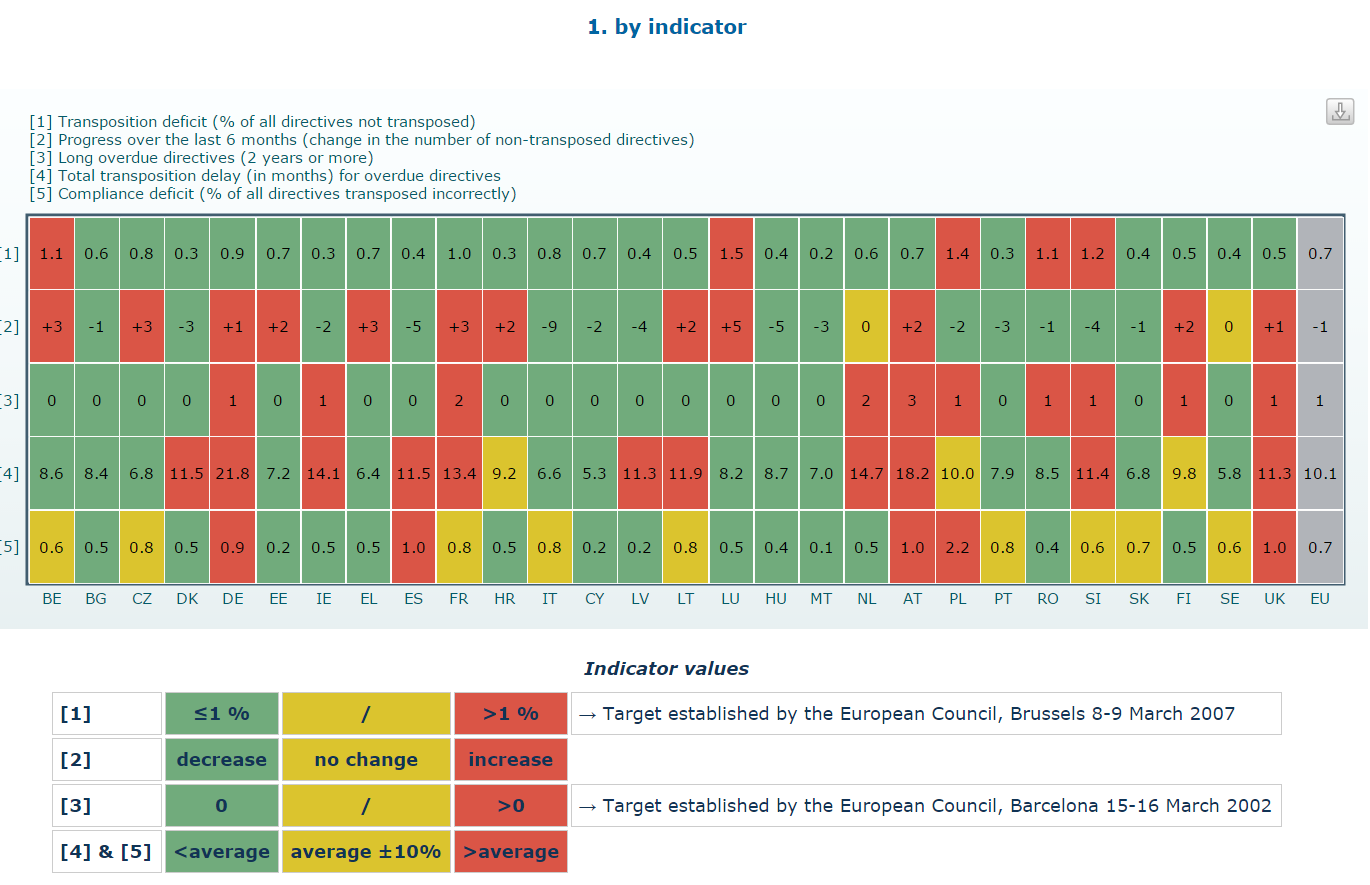 1. by indicator
[1] Transposition deficit (% of all directives not transposed)
[2] Progress over the last 6 months (change in the number of non-transposed directives)
[3] Long overdue directives (2 years or more)
[4] Total transposition delay (in months) for overdue directives
[5] Compliance deficit (% of all directives transposed incorrectly)
[1] 1.1 0.6 0.8 0.3 0.9 0.7 0.3 0.7 0.4 1.0 0.3 0.8 0.7 0.4 0.5 1.5 0.4 0.2 0.6 0.7 1.4 0.3 1.1 1.2 0.4 0.5 0.4 0.5 0.7
[2] +3 -1 +3 -3 +1 +2 -2 +3 -5 +3 +2 -9 -2 -4 +2 +5 -5 -3 0 +2 -2 -3 -1 -4 -1 +2 0 +1 -1
[3] 0 0 0 0 1 0 1 0 0 2 0 0 0 0 0 0 0 0 2 3 1 0 1 1 0 1 0 1 1
[4] 8.6 8.4 6.8 11.5 21.8 7.2 14.1 6.4 11.5 13.4 9.2 6.6 5.3 11.3 11.9 8.2 8.7 7.0 14.7 18.2 10.0 7.9 8.5 11.4 6.8 9.8 5.8 11.3 10.1
[5] 0.6 0.5 0.8 0.5 0.9 0.2 0.5 0.5 1.0 0.8 0.5 0.8 0.2 0.2 0.8 0.5 0.4 0.1 0.5 1.0 2.2 0.8 0.4 0.6 0.7 0.5 0.6 1.0 0.7
BE BG CZ DK DE EE IE EL ES FR HR IT CY LV LT LU HU MT NL AT PL PT RO SI SK FI SE UK EU
Indicator values
[1] ≤1 % / >1 % → Target established by the European Council, Brussels 8-9 March 2007
[2] decrease no change increase
[3] 0 / >0 → Target established by the European Council, Barcelona 15-16 March 2002
[4] & [5] <average average ±10% >average